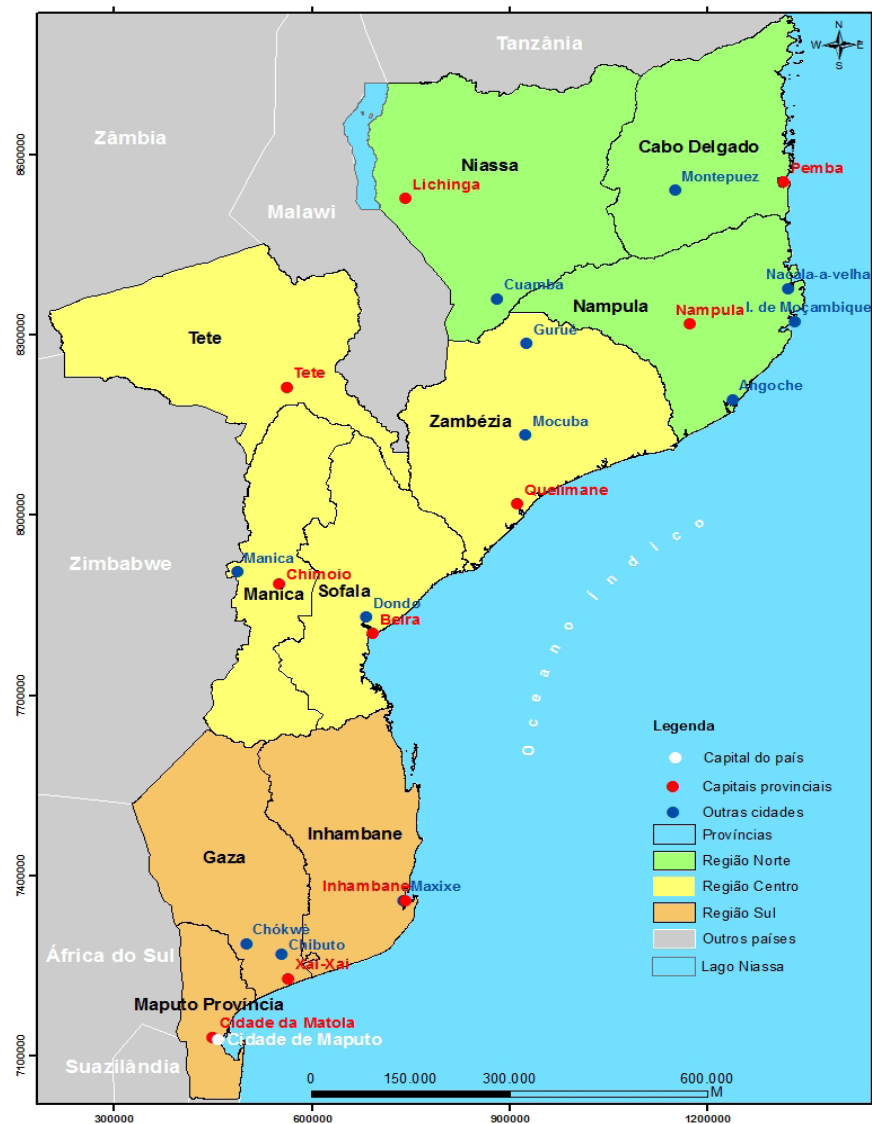 Tanzânia
N
W
E
S
Zâmbia
Malawi
Niassa
Cabo Delgado
Lichinga
Montepuez
Pemba
Cuamba
Nacala-a-velha
Nampula
Nampula
I. de Moçambique
Tete
Tete
Gurué
Angoche
Zambézia
Mocuba
Quelimane
Zimbabwe
Manica
Chimoio
Manica
Sofala
Dondo
Beira
Oceano Índico
Inhambane
Gaza
Inhambane
Maxixe
Chókwè
Chibuto
Xai-Xai
África do Sul
Maputo Província
Cidade da Matola
Cidade de Maputo
Suazilândia
Legenda
Capital do país
Capitais provinciais
Outras cidades
Províncias
Região Norte
Região Centro
Região Sul
Outros países
Lago Niassa
0 150.000 300.000 600.000
M
8600000
8300000
8000000
7700000
7400000
7100000
300000 600000 900000 1200000